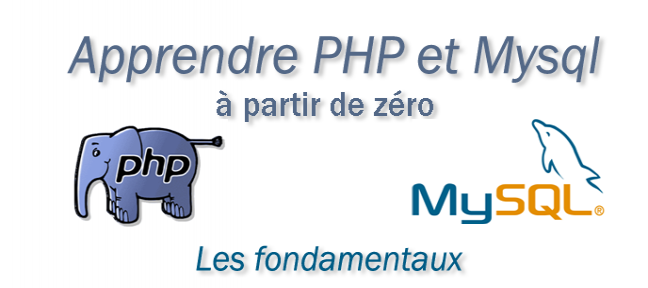 Apprendre PHP et Mysql
à partir de zéro
php
MySQL®
Les fondamentaux